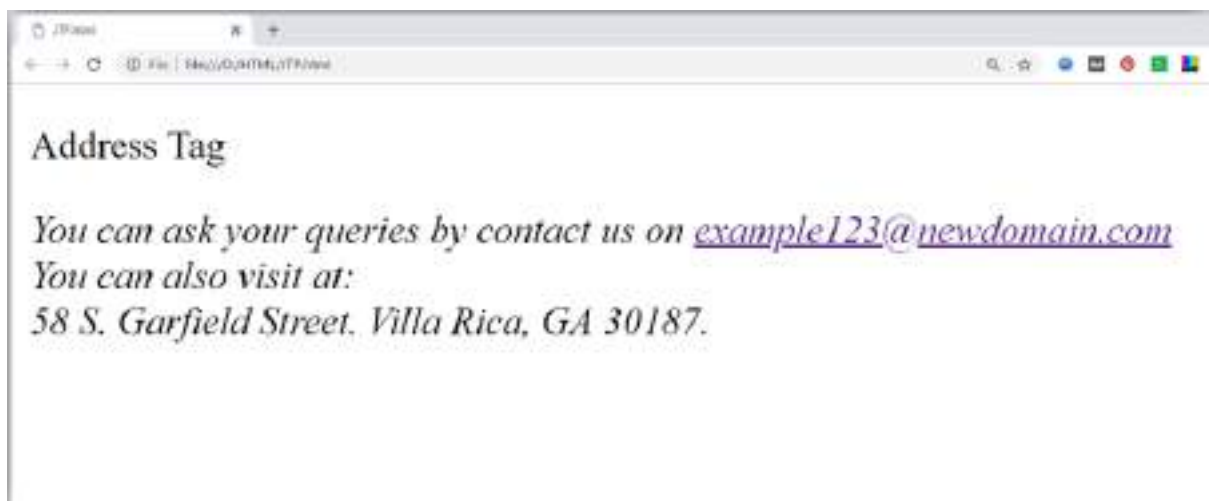 Address Tag
You can ask your queries by contact us on example123@newdomain.com
You can also visit at:
58 S. Garfield Street. Villa Rica, GA 30187.